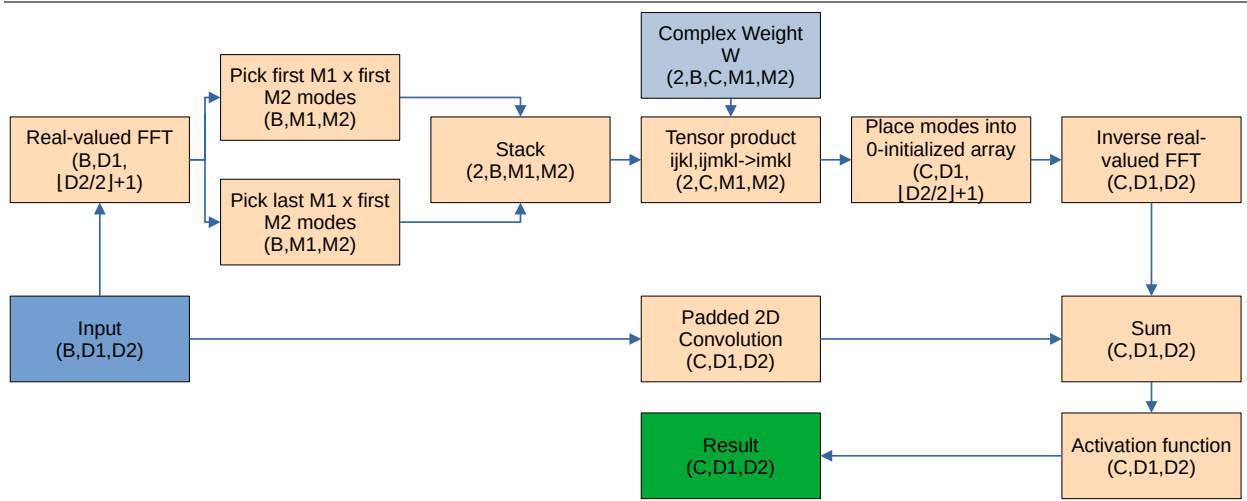 Complex Weight
W
(2,B,C,M1,M2)
Pick first M1 x first
M2 modes
(B,M1,M2)
Real-valued FFT
(B,D1,
⌊D2/2⌋+1)
Stack
(2,B,M1,M2)
Tensor product
ijkl,ijmkl->imkl
(2,C,M1,M2)
Place modes into
0-initialized array
(C,D1,
⌊D2/2⌋+1)
Inverse real-
valued FFT
(C,D1,D2)
Pick last M1 x first
M2 modes
(B,M1,M2)
Input
(B,D1,D2)
Padded 2D
Convolution
(C,D1,D2)
Sum
(C,D1,D2)
Result
(C,D1,D2)
Activation function
(C,D1,D2)